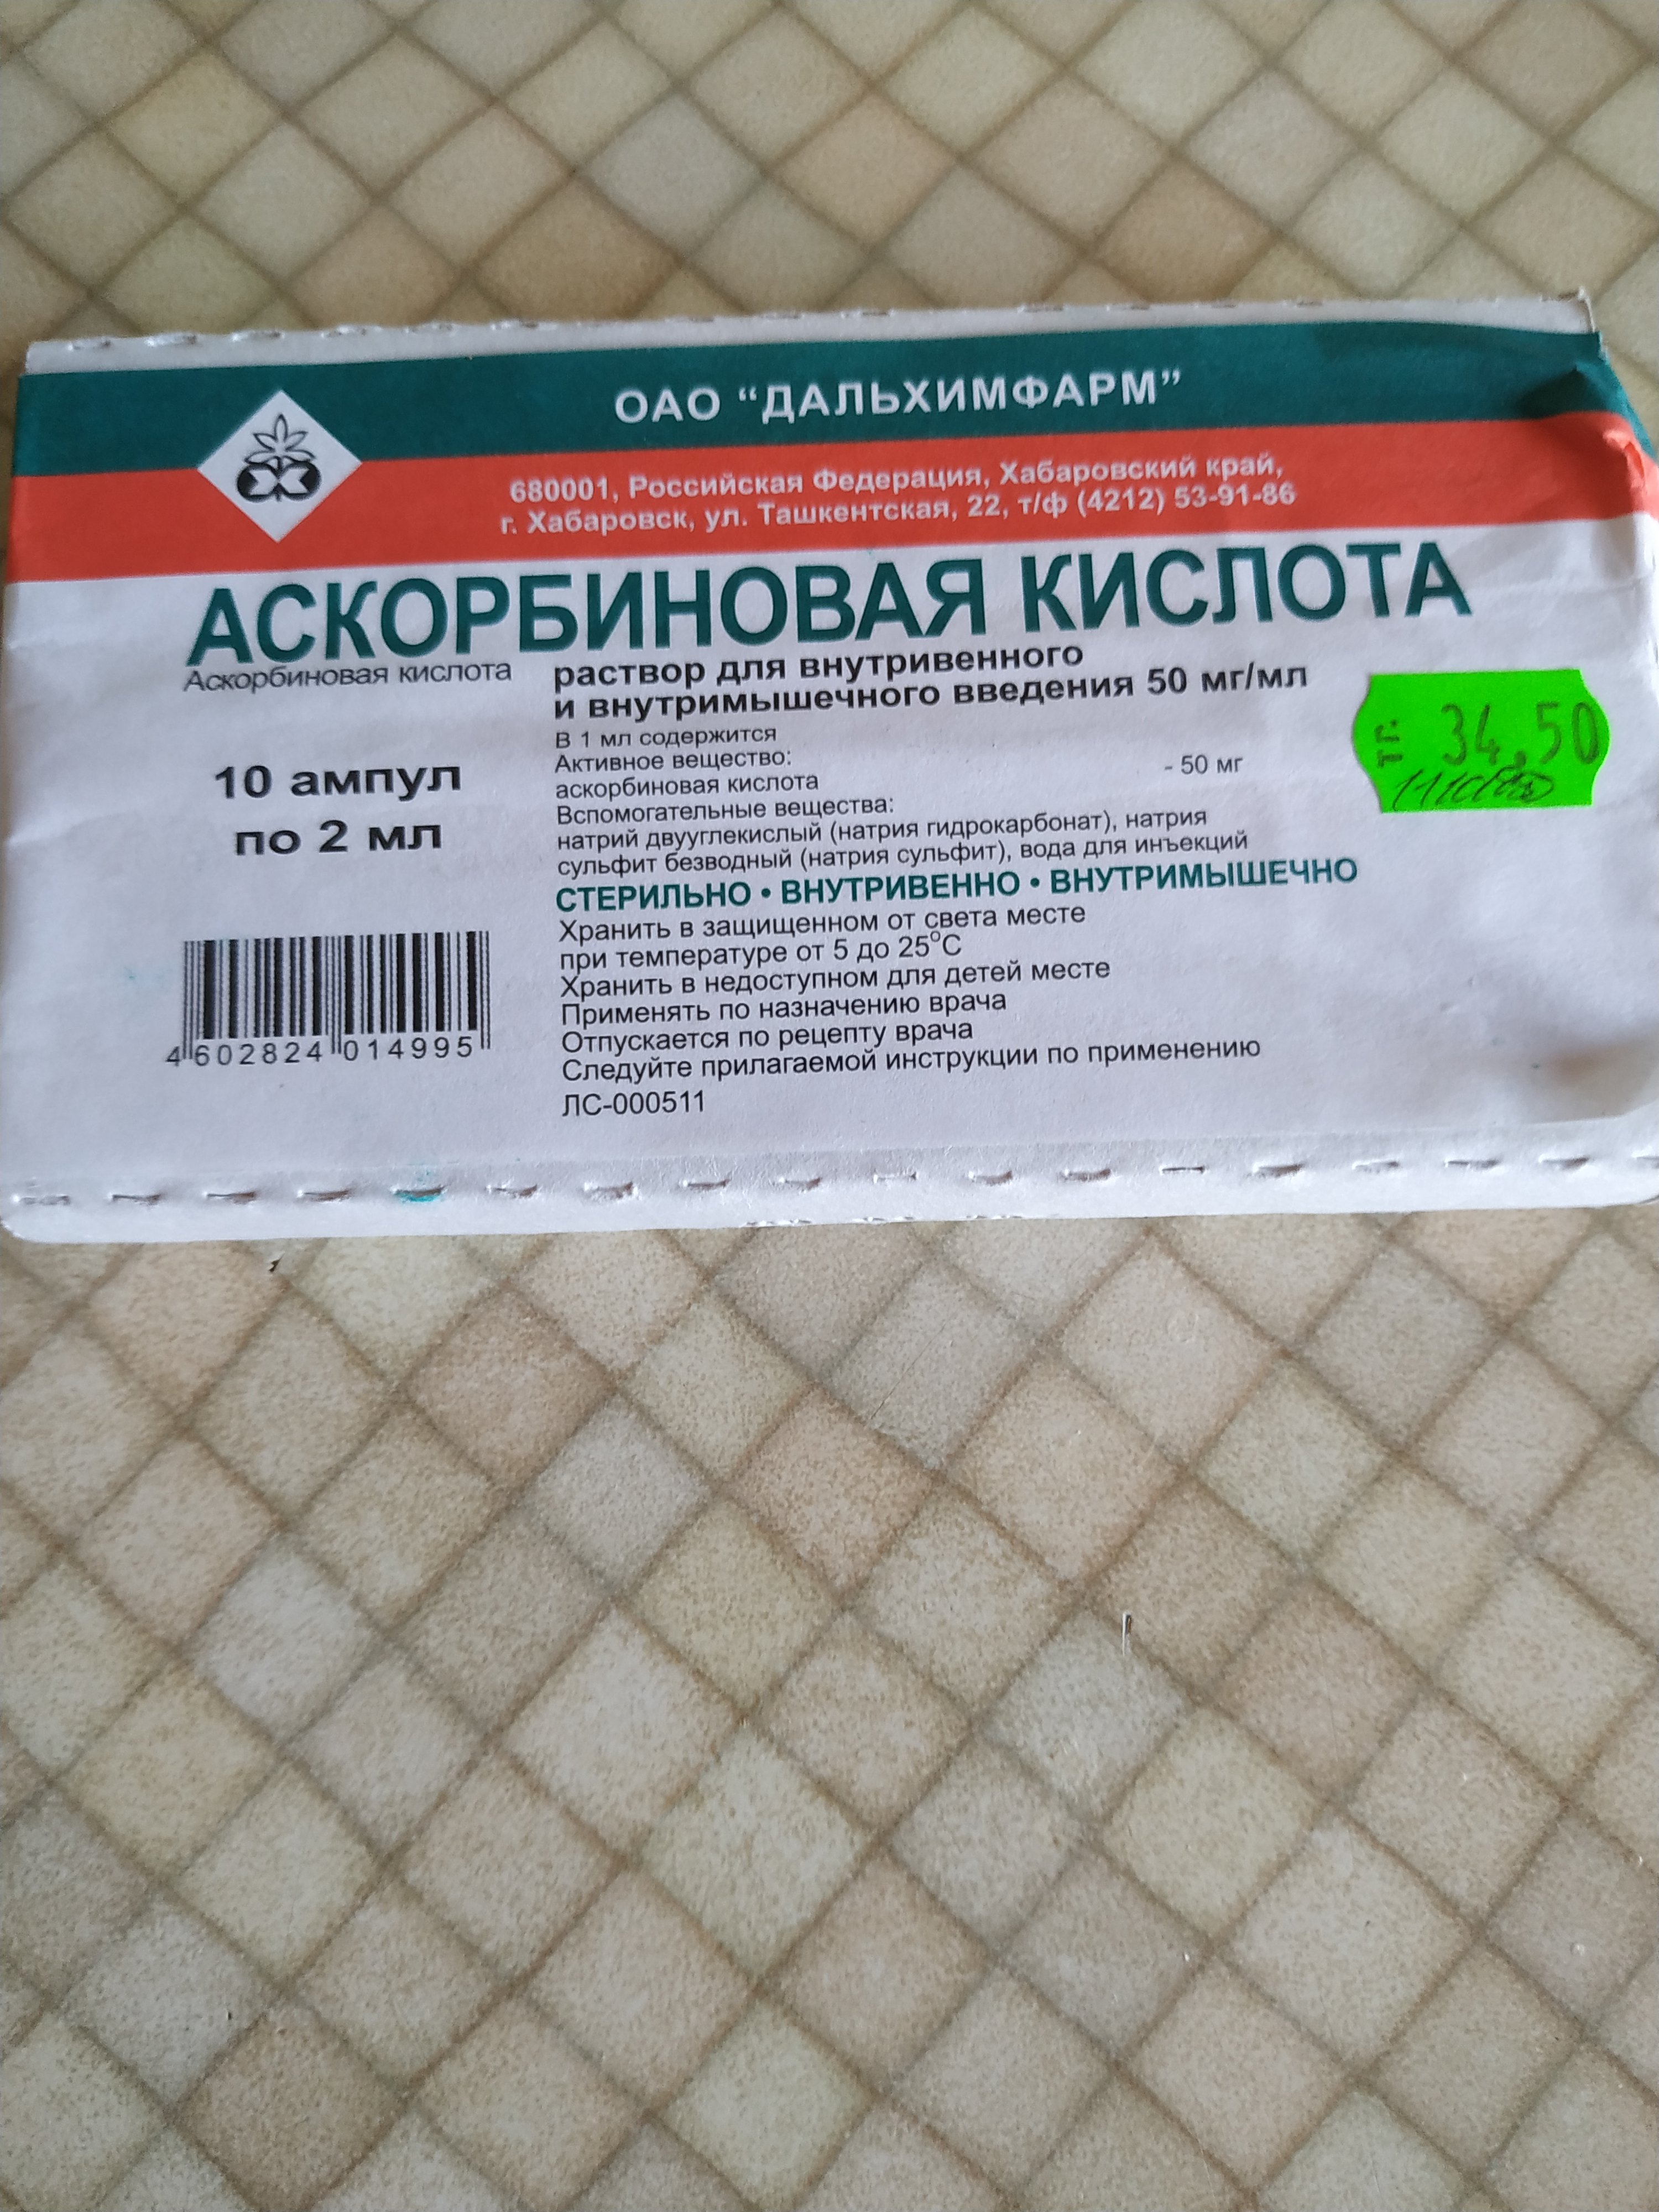 ОАО “ДАЛЬХИМФАРМ”
680001, Российская Федерация, Хабаровский край,
г. Хабаровск, ул. Ташкентская, 22, т/ф (4212) 53-91-86
АСКОРБИНОВАЯ КИСЛОТА
Аскорбиновая кислота
раствор для внутривенного
и внутримышечного введения 50 мг/мл
10 ампул
по 2 мл
В 1 мл содержится
Активное вещество:
аскорбиновая кислота - 50 мг
Вспомогательные вещества:
натрий двууглекислый (натрия гидрокарбонат), натрия
сульфит безводный (натрия сульфит), вода для инъекций
СТЕРИЛЬНО • ВНУТРИВЕННО • ВНУТРИМЫШЕЧНО
Хранить в защищенном от света месте
при температуре от 5 до 25°С
Хранить в недоступном для детей месте
Применять по назначению врача
Отпускается по рецепту врача
Следуйте прилагаемой инструкции по применению
ЛС-000511
4 602824 014995
34,50